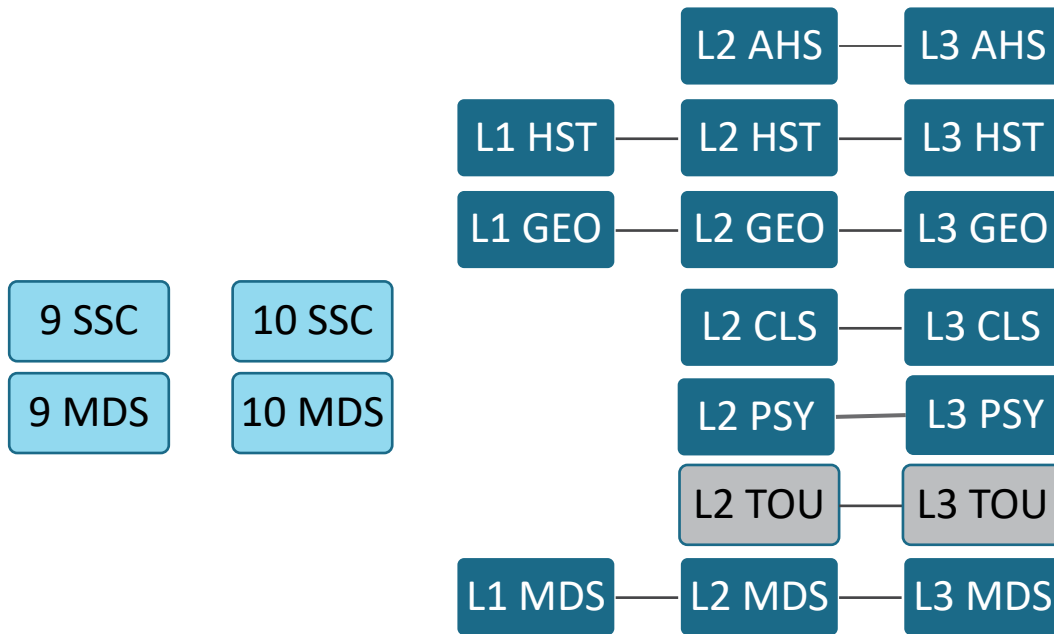 L2 AHS L3 AHS
L1 HST L2 HST L3 HST
L1 GEO L2 GEO L3 GEO
9 SSC 10 SSC L2 CLS L3 CLS
9 MDS 10 MDS L2 PSY L3 PSY
L2 TOU L3 TOU
L1 MDS L2 MDS L3 MDS